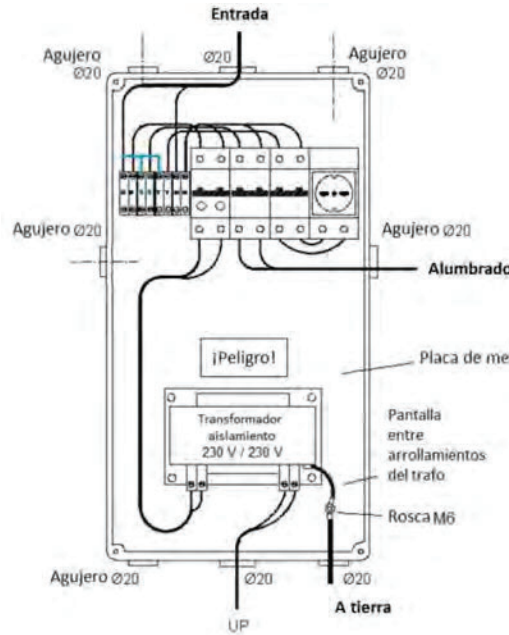 Entrada
Agujero
Ø20
Ø20
Agujero
Ø20
Agujero Ø20
Agujero Ø20
Alumbrado
¡Peligro!
Placa de me
Transformador
aislamiento
230 V / 230 V
Pantalla
entre
arrollamientos
del trafo
Rosca M6
Agujero Ø20
Ø20
Ø20
A tierra
UP